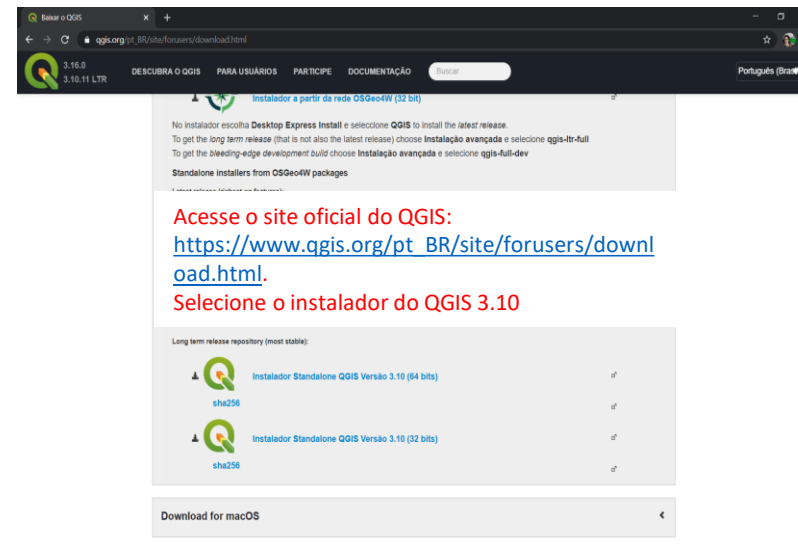 Baixar o QGIS
qgis.org/pt_BR/site/forusers/download.html
3.16.0
3.10.11 LTR
DESCUBRA O QGIS PARA USUÁRIOS PARTICIPE DOCUMENTAÇÃO Buscar Português (Bras
Instalador a partir da rede OSGeo4W (32 bit)
No instalador escolha Desktop Express Install e seleccione QGIS to install the latest release.
To get the long term release (that is not also the latest release) choose Instalação avançada e selecione qgis-ltr-full
To get the bleeding-edge development build choose Instalação avançada e selecione qgis-full-dev
Standalone installers from OSGeo4W packages
Acesse o site oficial do QGIS:
https://www.qgis.org/pt_BR/site/forusers/downl
oad.html.
Selecione o instalador do QGIS 3.10
Long term release repository (most stable):
Instalador Standalone QGIS Versão 3.10 (64 bits)
sha256
Instalador Standalone QGIS Versão 3.10 (32 bits)
sha256
Download for macOS